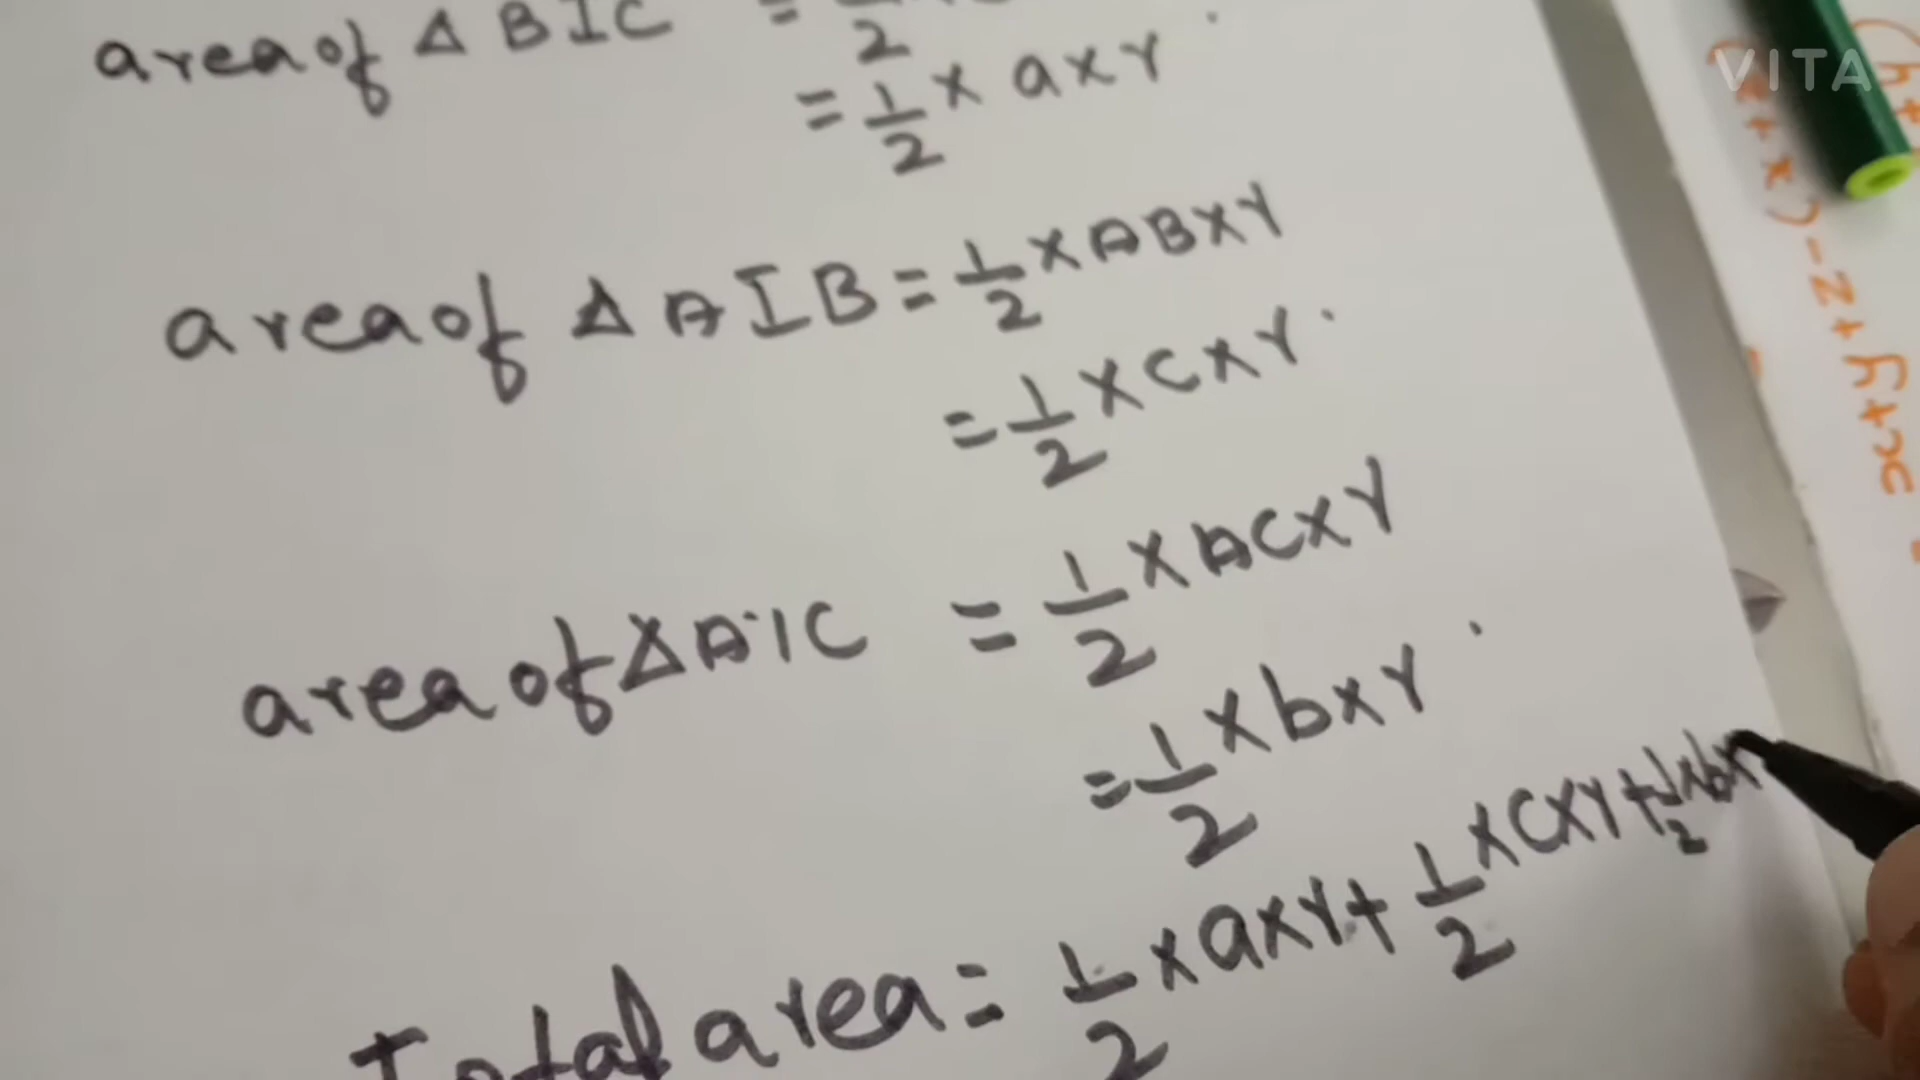 area of Δ BIC =
2
= 1/2 × a × r
area of Δ AIB = 1/2 × AB × r
= 1/2 × c × r
area of Δ AIC = 1/2 × AC × r
= 1/2 × b × r
Total area = 1/2 × a × r + 1/2 × c × r + 1/2 × b ×
VITA
(z+x)-z+y+x